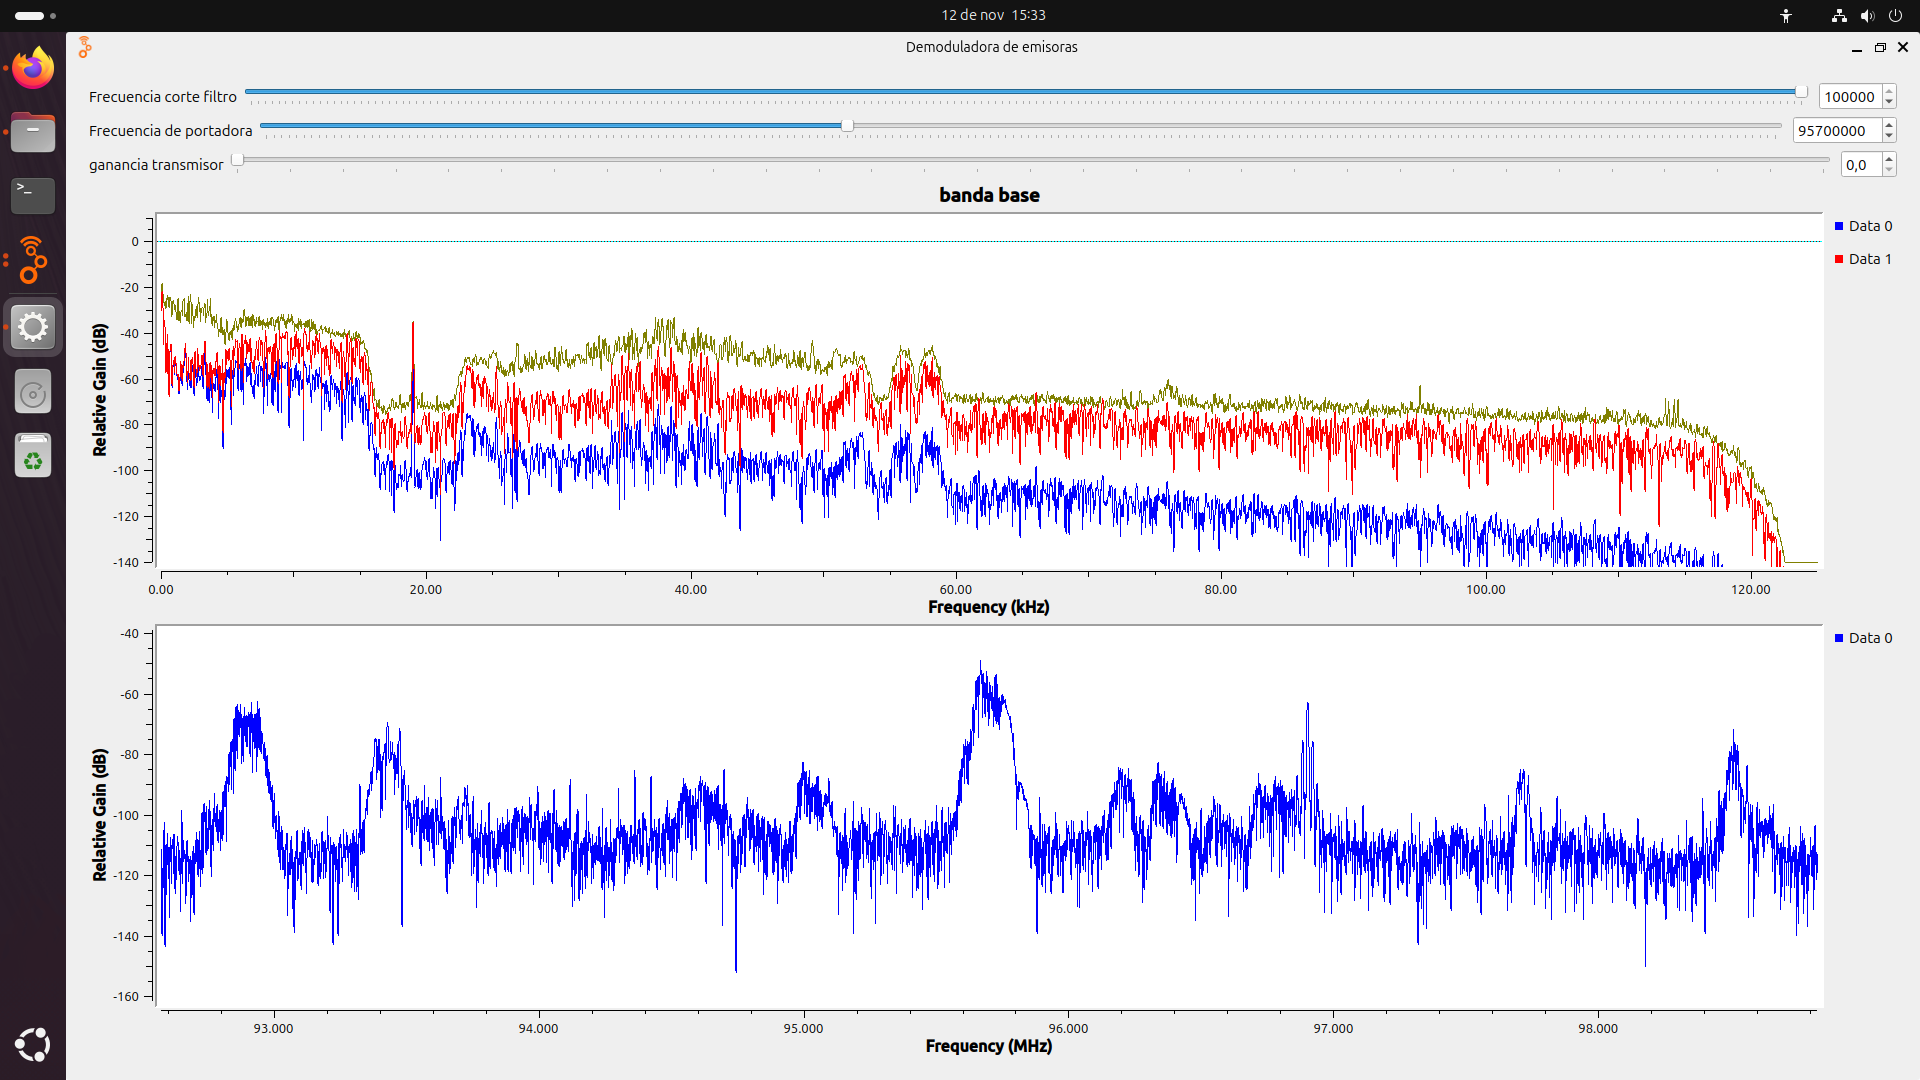 12 de nov 15:33
Demoduladora de emisoras
Frecuencia corte filtro 100000
Frecuencia de portadora 95700000
ganancia transmisor 0,0
banda base
Data 0
Data 1
Relative Gain (dB)
0
-20
-40
-60
-80
-100
-120
-140
0.00 20.00 40.00 60.00 80.00 100.00 120.00
Frequency (kHz)
Data 0
Relative Gain (dB)
-40
-60
-80
-100
-120
-140
-160
93.000 94.000 95.000 96.000 97.000 98.000
Frequency (MHz)